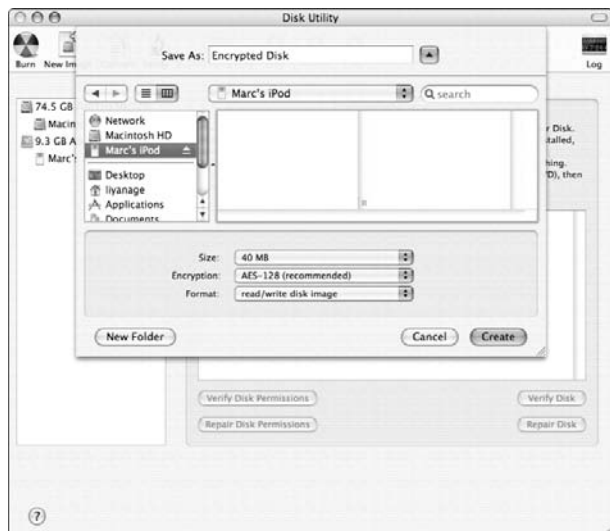 Disk Utility
Save As: Encrypted Disk
Burn
New Im
Log
Marc's iPod
search
74.5 GB
Macin
9.3 GB A
Marc's
Network
Macintosh HD
Marc's iPod
Desktop
liyanage
Applications
Documents
r Disk.
talled,
hing.
D), then
Size: 40 MB
Encryption: AES-128 (recommended)
Format: read/write disk image
New Folder
Cancel
Create
Verify Disk Permissions
Verify Disk
Repair Disk Permissions
Repair Disk
?